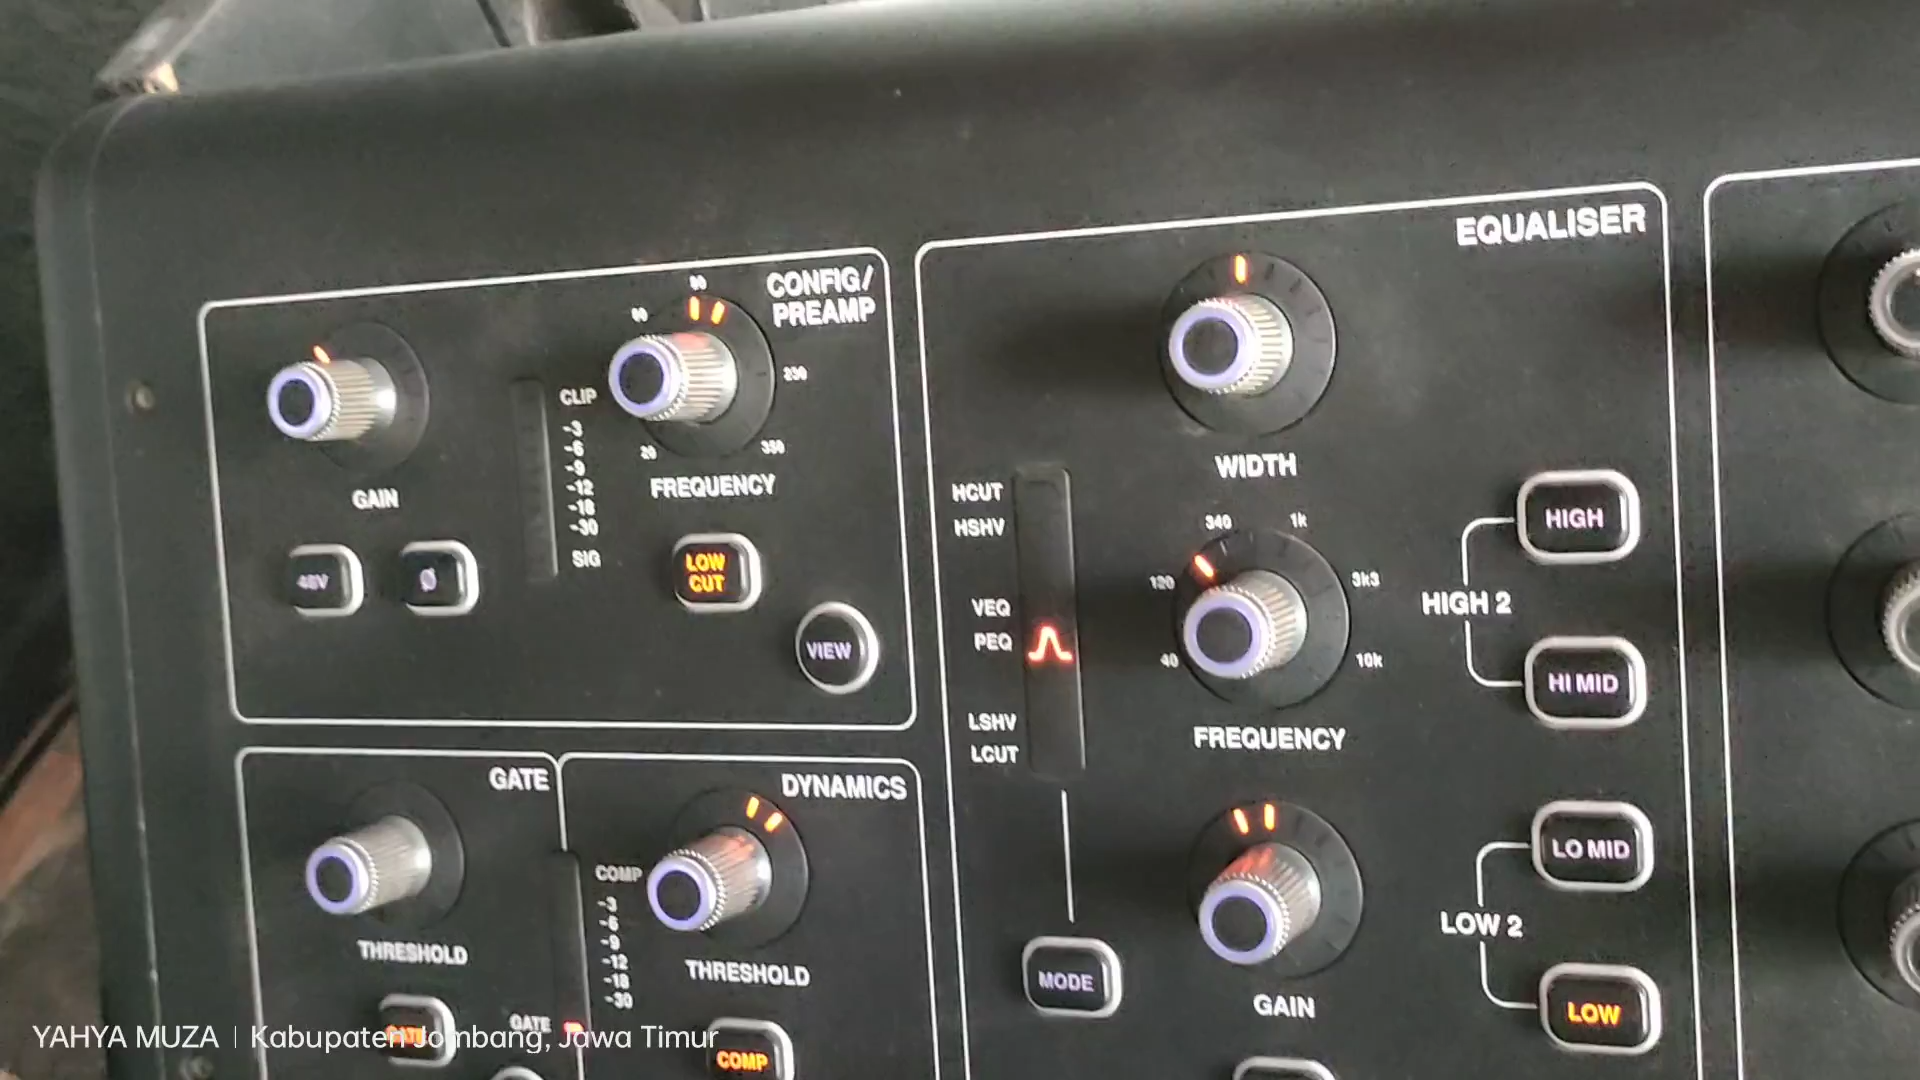 CONFIG/
PREAMP
20
60
90
250
350
GAIN
CLIP
-3
-6
-9
-12
-18
-30
SIG
FREQUENCY
48V
Ø
LOW
CUT
VIEW
EQUALISER
WIDTH
HCUT
HSHV
VEQ
PEQ
LSHV
LCUT
40
120
340
1k
3k3
10k
FREQUENCY
HIGH
HIGH 2
HI MID
LO MID
LOW 2
LOW
MODE
GAIN
GATE
THRESHOLD
GATE
GATE
DYNAMICS
COMP
-3
-6
-9
-12
-18
-30
THRESHOLD
COMP
YAHYA MUZA | Kabupaten Jombang, Jawa Timur